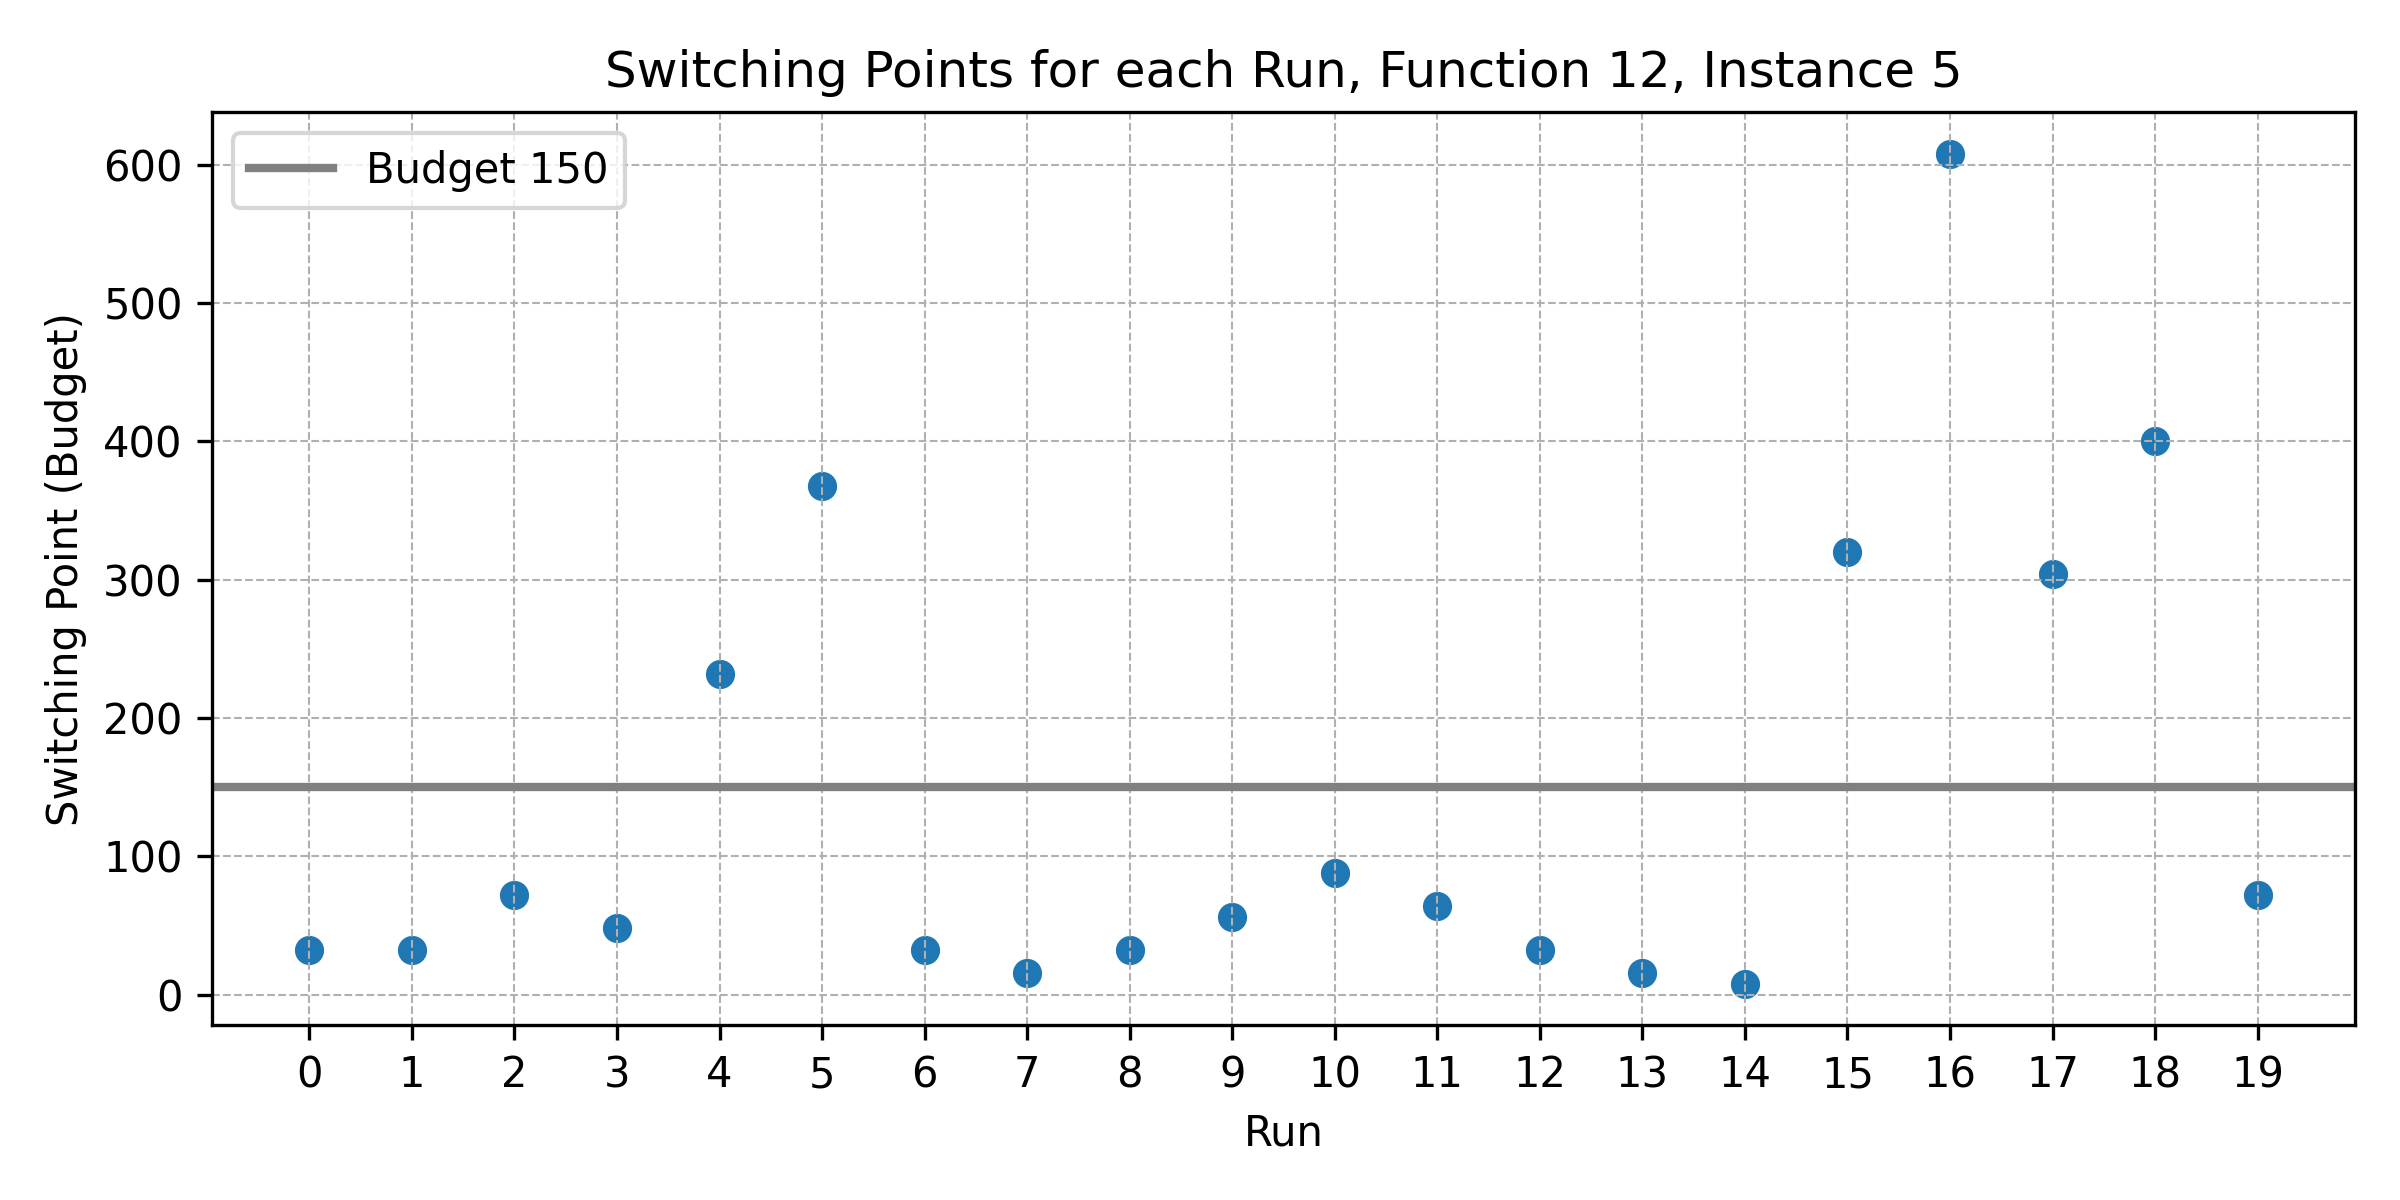 Switching Points for each Run, Function 12, Instance 5
Budget 150
Switching Point (Budget)
600
500
400
300
200
100
0
0 1 2 3 4 5 6 7 8 9 10 11 12 13 14 15 16 17 18 19
Run